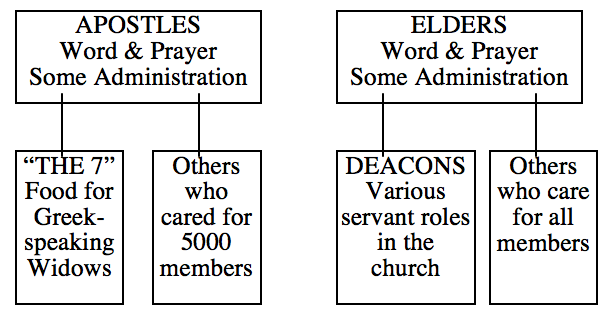 APOSTLES
Word & Prayer
Some Administration
ELDERS
Word & Prayer
Some Administration
“THE 7”
Food for
Greek-
speaking
Widows
Others
who
cared for
5000
members
DEACONS
Various
servant roles
in the
church
Others
who care
for all
members